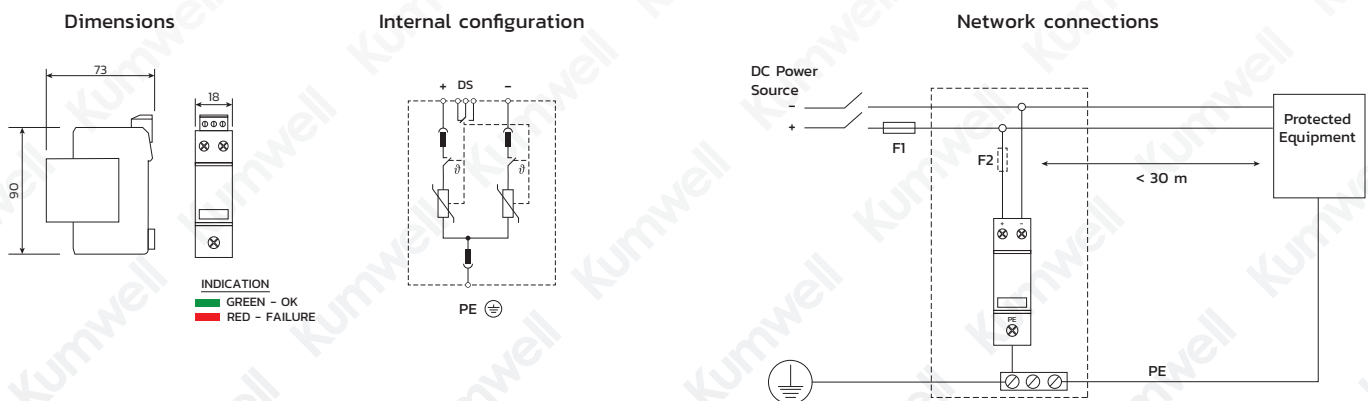 Dimensions
Internal configuration
Network connections
73
18
90
INDICATION
GREEN - OK
RED - FAILURE
+ DS -
ϑ ϑ
PE
DC Power
Source
-
+
F1
F2
< 30 m
Protected
Equipment
+ -
PE
PE
Kumwell